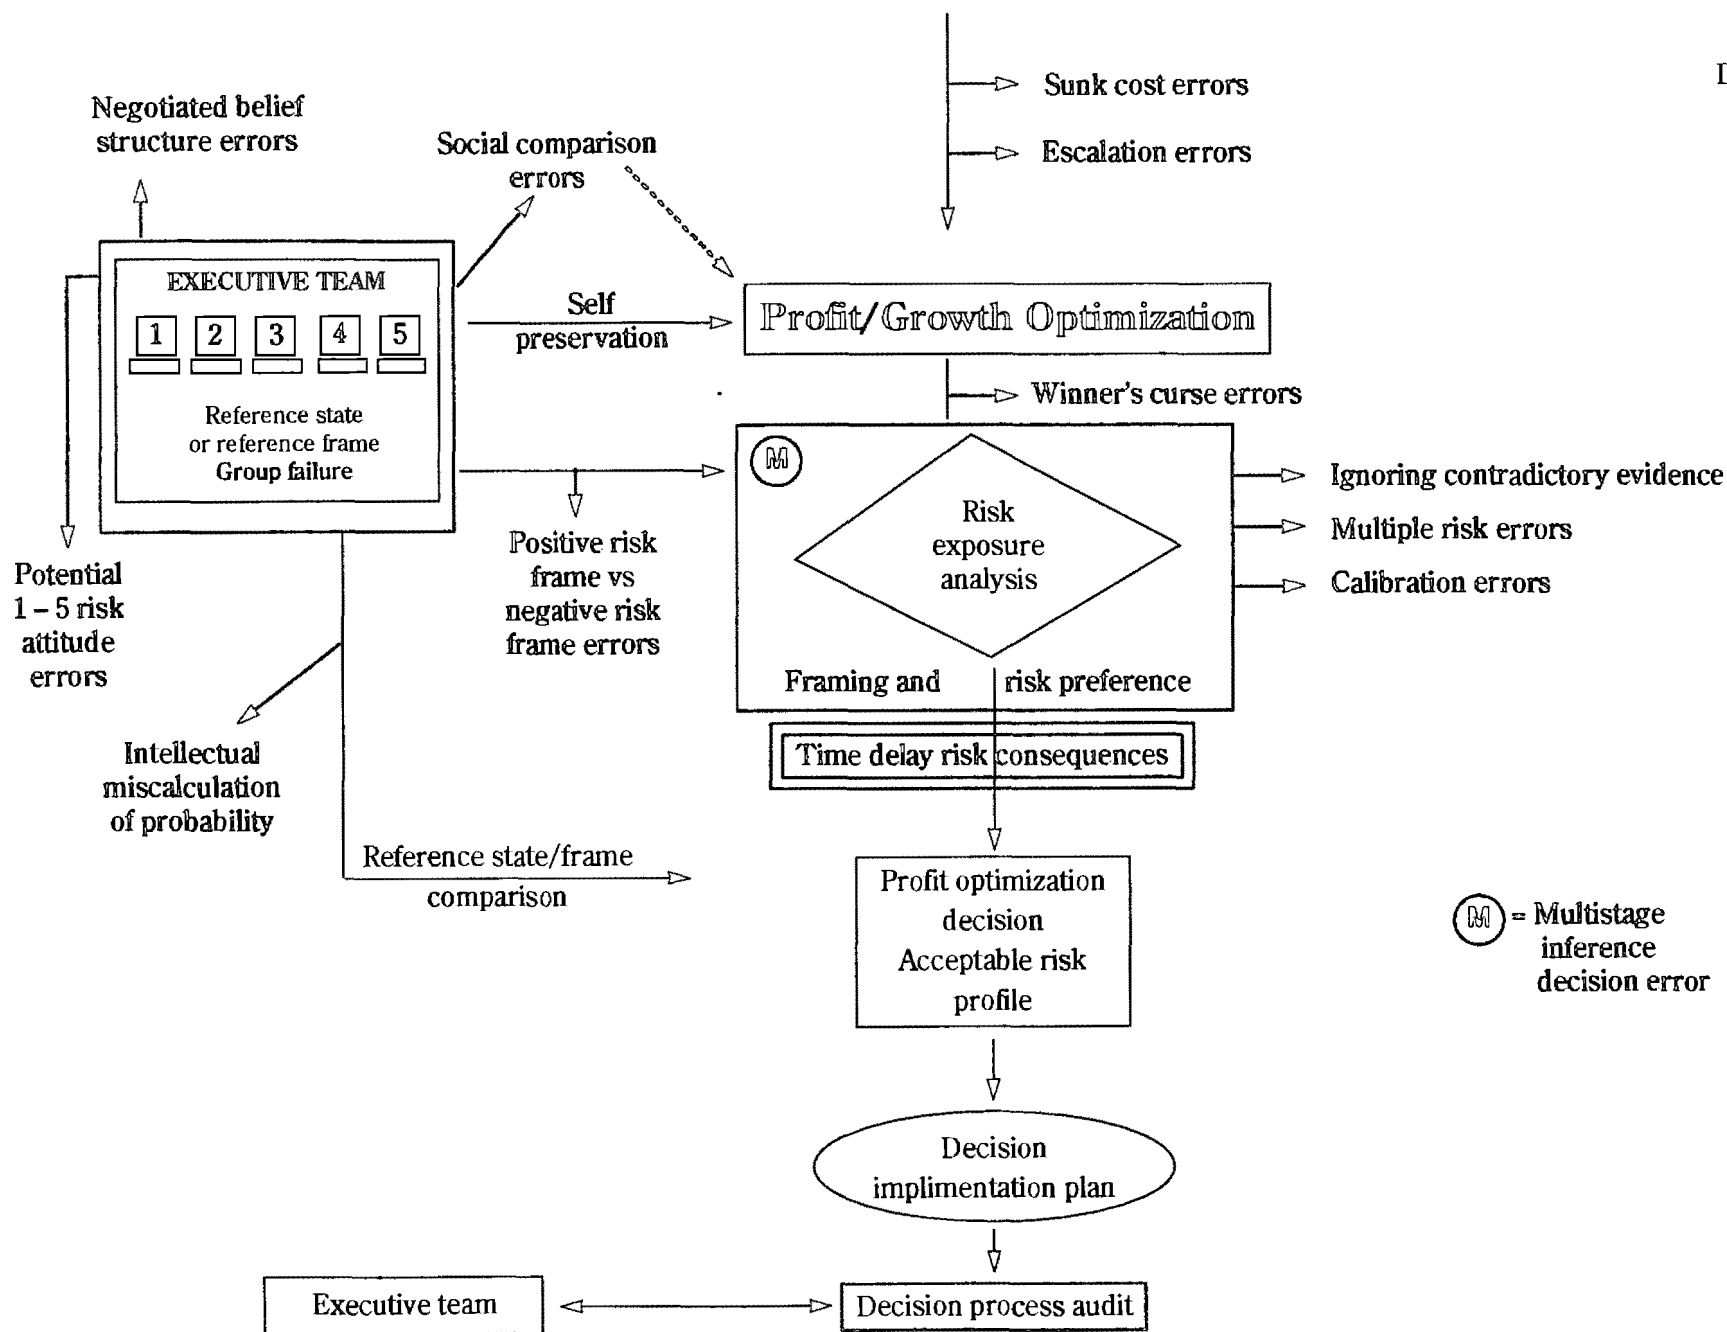 Sunk cost errors
Escalation errors
Negotiated belief
structure errors
Social comparison
errors
EXECUTIVE TEAM
1 2 3 4 5
Reference state
or reference frame
Group failure
Self
preservation
Profit/Growth Optimization
Winner's curse errors
M
Risk
exposure
analysis
Framing and risk preference
Ignoring contradictory evidence
Multiple risk errors
Calibration errors
Positive risk
frame vs
negative risk
frame errors
Potential
1 – 5 risk
attitude
errors
Intellectual
miscalculation
of probability
Time delay risk consequences
Reference state/frame
comparison
Profit optimization
decision
Acceptable risk
profile
M = Multistage
inference
decision error
Decision
implimentation plan
Executive team
Decision process audit